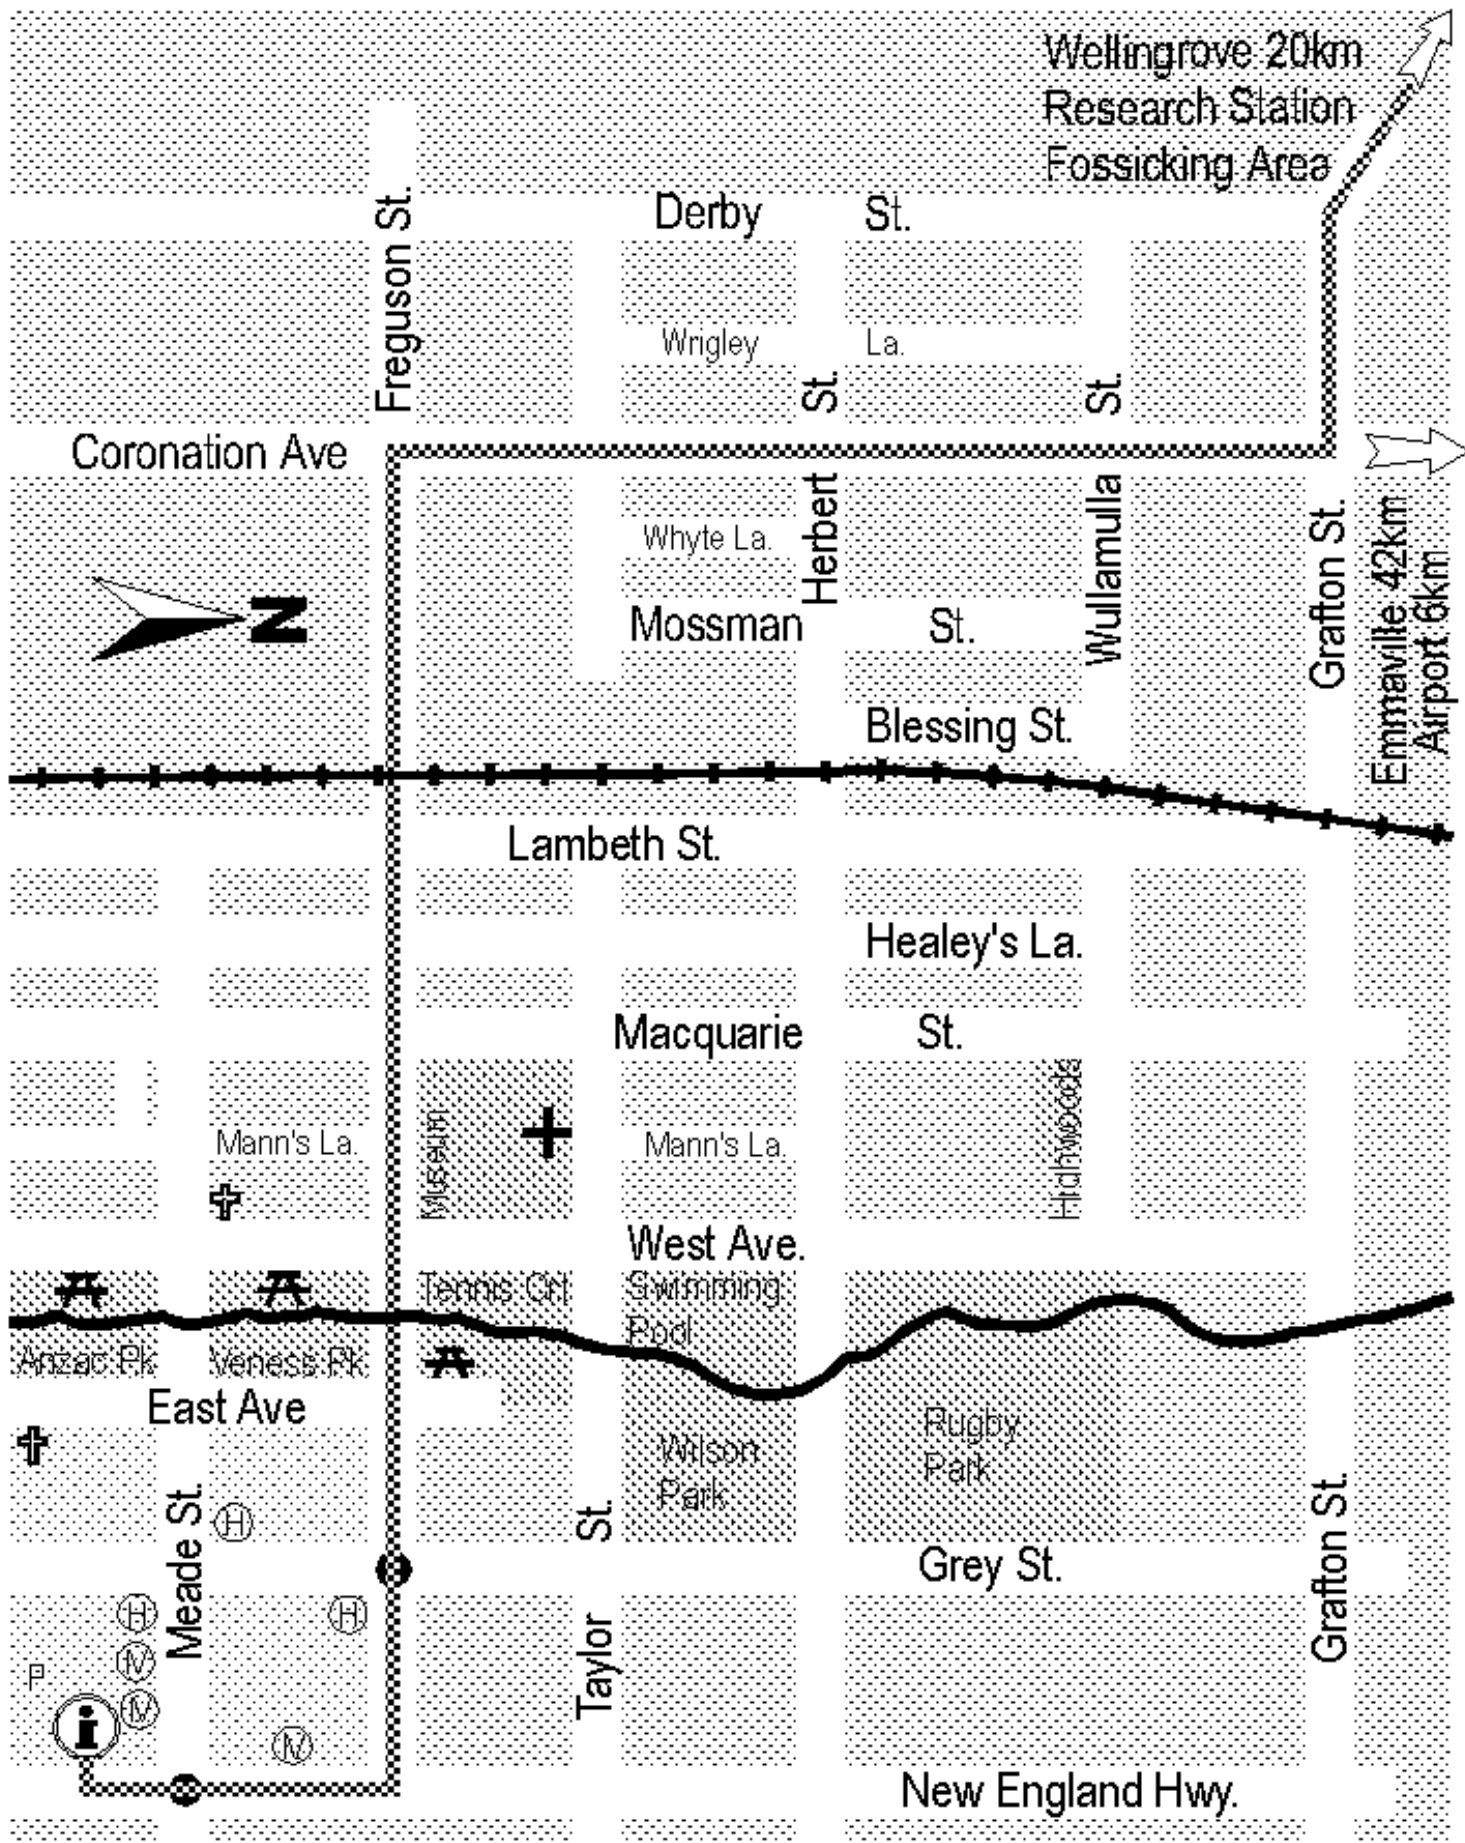 Wellingrove 20km
Research Station
Fossicking Area
Derby St.
Freguson St.
Wrigley La.
Coronation Ave
Herbert St.
Wullamulla St.
Whyte La.
Grafton St.
Emmaville 42km
Airport 6km
N
Mossman St.
Blessing St.
Lambeth St.
Healey's La.
Macquarie St.
Museum
Highwoods
Mann's La.
Mann's La.
West Ave.
Tennis Crt
Swimming
Pool
Anzac Pk
Veness Pk
East Ave
Wilson
Park
Rugby
Park
Meade St.
H
Taylor St.
Grey St.
Grafton St.
H
H
M
P
M
i
M
New England Hwy.